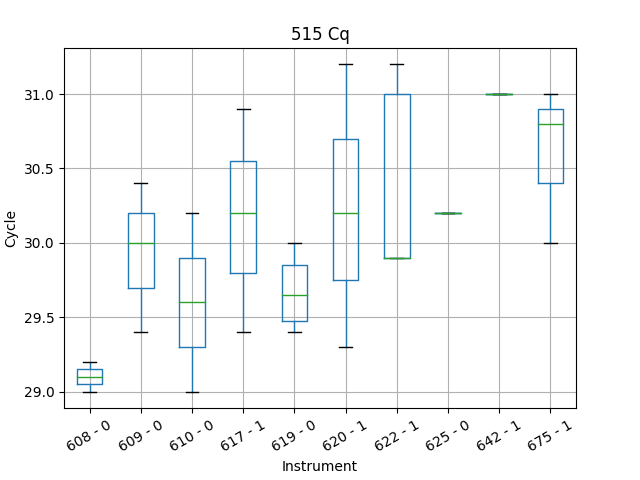 515 Cq
Cycle
31.0
30.5
30.0
29.5
29.0
608 - 0
609 - 0
610 - 0
617 - 1
619 - 0
620 - 1
622 - 1
625 - 0
642 - 1
675 - 1
Instrument